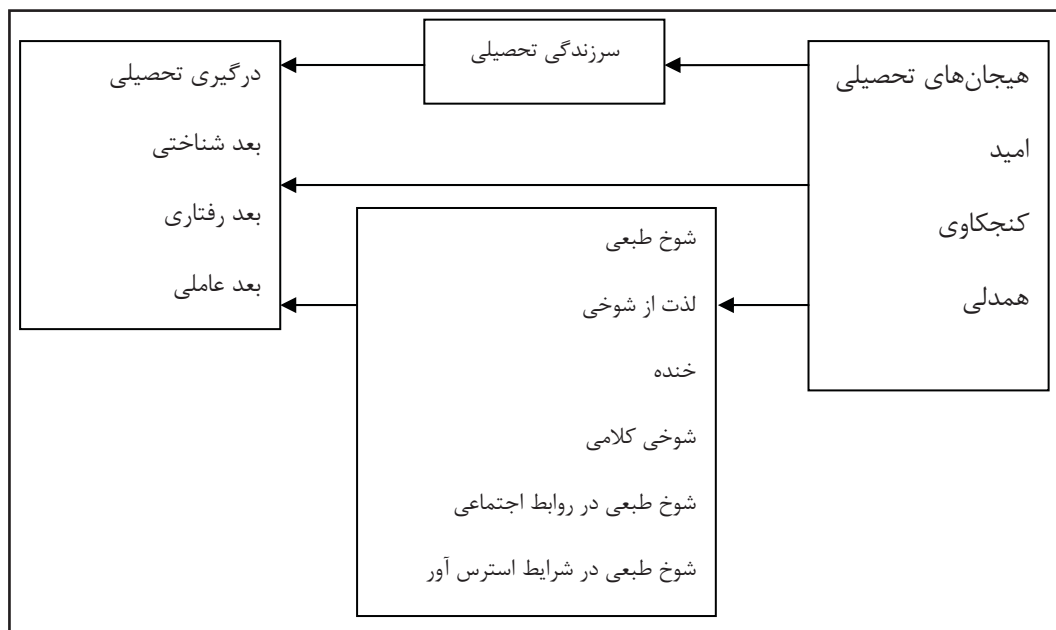 هیجان‌های تحصیلی
امید
کنجکاوی
همدلی
سرزندگی تحصیلی
شوخ طبعی
لذت از شوخی
خنده
شوخی کلامی
شوخ طبعی در روابط اجتماعی
شوخ طبعی در شرایط استرس آور
درگیری تحصیلی
بعد شناختی
بعد رفتاری
بعد عاملی